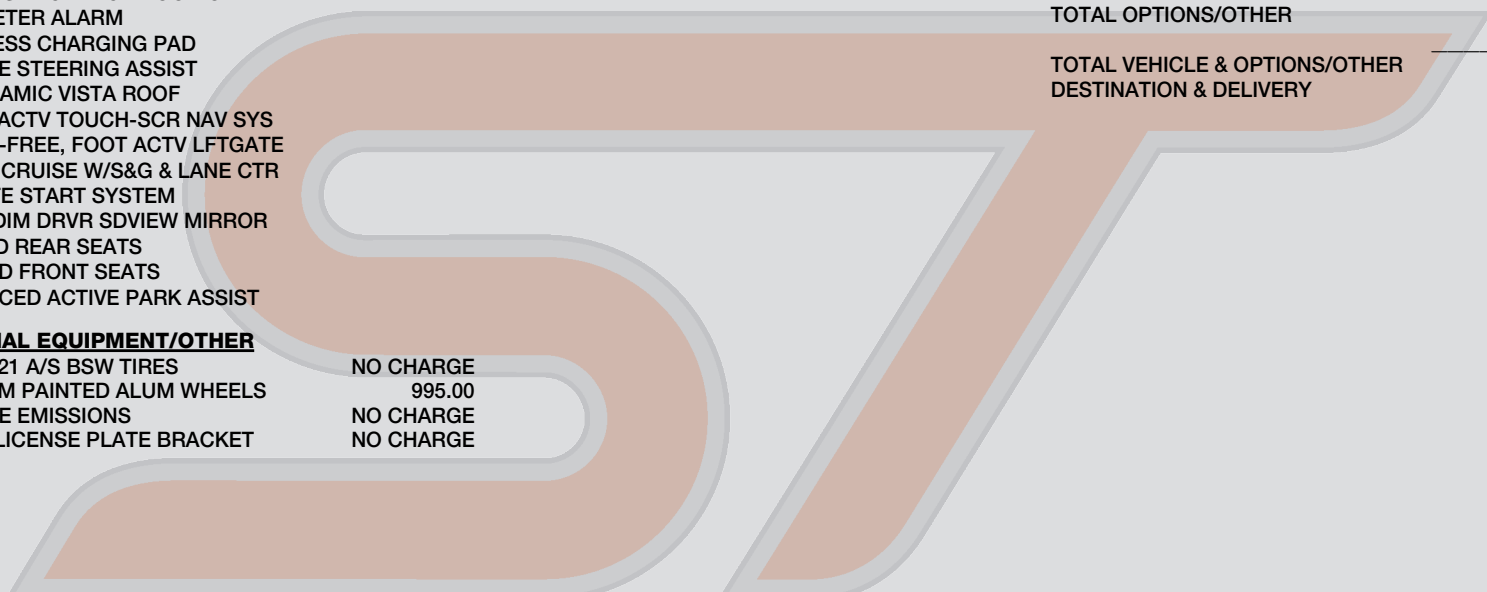 ETER ALARM
ESS CHARGING PAD
E STEERING ASSIST
AMIC VISTA ROOF
ACTV TOUCH-SCR NAV SYS
-FREE, FOOT ACTV LFTGATE
CRUISE W/S&G & LANE CTR
E START SYSTEM
DIM DRVR SDVIEW MIRROR
D REAR SEATS
D FRONT SEATS
CED ACTIVE PARK ASSIST
NAL EQUIPMENT/OTHER
21 A/S BSW TIRES NO CHARGE
M PAINTED ALUM WHEELS 995.00
E EMISSIONS NO CHARGE
LICENSE PLATE BRACKET NO CHARGE
TOTAL OPTIONS/OTHER
TOTAL VEHICLE & OPTIONS/OTHER
DESTINATION & DELIVERY
ST